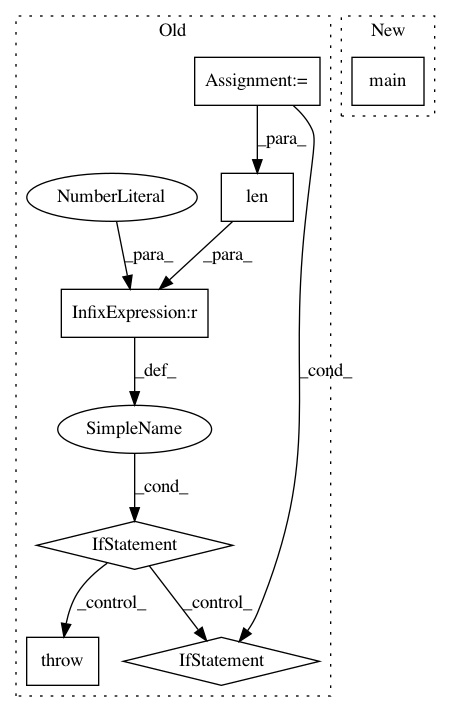 Old
New
Assignment:=
main
_para_
NumberLiteral
len
_para_
_para_
InfixExpression:r
_def_
_cond_
SimpleName
_cond_
IfStatement
_control_
_control_
throw
IfStatement